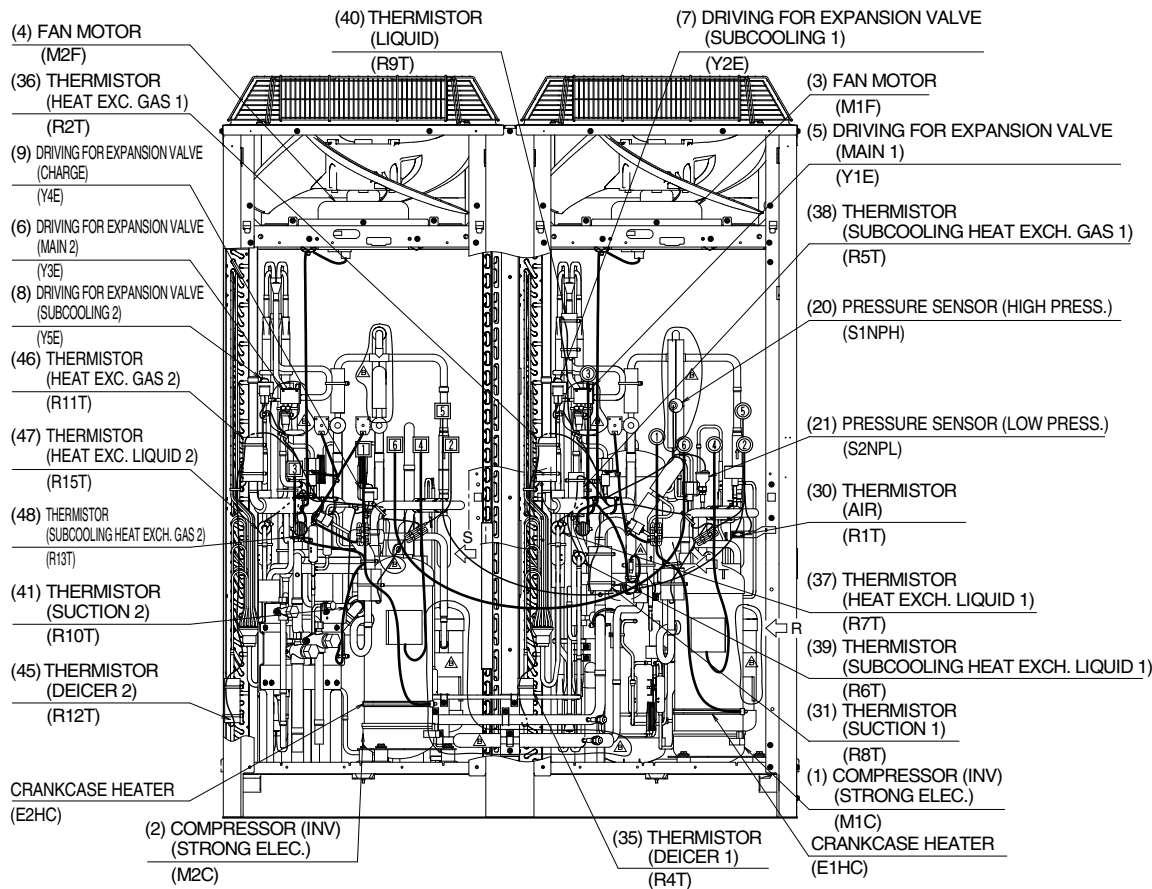 (4) FAN MOTOR
(M2F)
(36) THERMISTOR
(HEAT EXC. GAS 1)
(R2T)
(9) DRIVING FOR EXPANSION VALVE
(CHARGE)
(Y4E)
(6) DRIVING FOR EXPANSION VALVE
(MAIN 2)
(Y3E)
(8) DRIVING FOR EXPANSION VALVE
(SUBCOOLING 2)
(Y5E)
(46) THERMISTOR
(HEAT EXC. GAS 2)
(R11T)
(47) THERMISTOR
(HEAT EXC. LIQUID 2)
(R15T)
(48) THERMISTOR
(SUBCOOLING HEAT EXCH. GAS 2)
(R13T)
(41) THERMISTOR
(SUCTION 2)
(R10T)
(45) THERMISTOR
(DEICER 2)
(R12T)
CRANKCASE HEATER
(E2HC)
(2) COMPRESSOR (INV)
(STRONG ELEC.)
(M2C)
(40) THERMISTOR
(LIQUID)
(R9T)
(7) DRIVING FOR EXPANSION VALVE
(SUBCOOLING 1)
(Y2E)
(3) FAN MOTOR
(M1F)
(5) DRIVING FOR EXPANSION VALVE
(MAIN 1)
(Y1E)
(38) THERMISTOR
(SUBCOOLING HEAT EXCH. GAS 1)
(R5T)
(20) PRESSURE SENSOR (HIGH PRESS.)
(S1NPH)
(21) PRESSURE SENSOR (LOW PRESS.)
(S2NPL)
(30) THERMISTOR
(AIR)
(R1T)
(37) THERMISTOR
(HEAT EXCH. LIQUID 1)
(R7T)
(39) THERMISTOR
(SUBCOOLING HEAT EXCH. LIQUID 1)
(R6T)
(31) THERMISTOR
(SUCTION 1)
(R8T)
(1) COMPRESSOR (INV)
(STRONG ELEC.)
(M1C)
CRANKCASE HEATER
(E1HC)
(35) THERMISTOR
(DEICER 1)
(R4T)
5
3
1
6
4
2
S
3
5
1
6
4
2
R